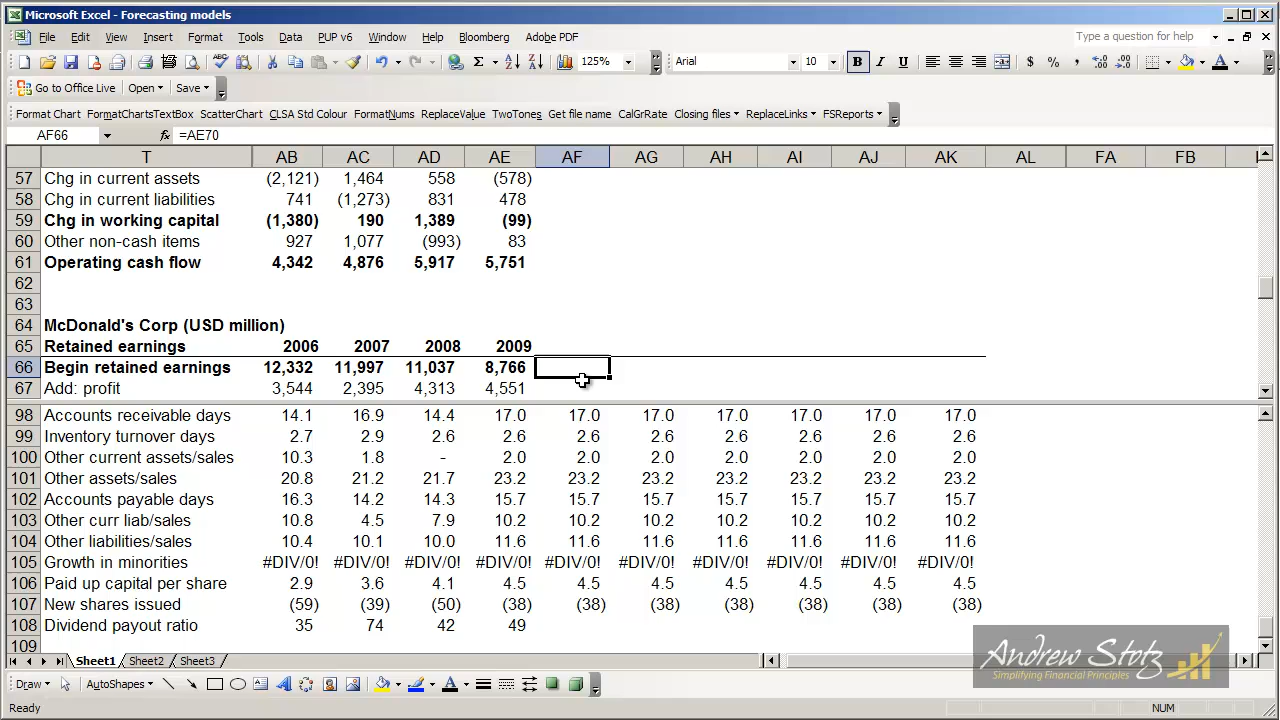 Microsoft Excel - Forecasting models
File Edit View Insert Format Tools Data PUP v6 Window Help Bloomberg Adobe PDF Type a question for help
125% Arial 10 B I U $ % ,
Go to Office Live Open Save
Format Chart FormatChartsTextBox ScatterChart CLSA Std Colour FormatNums ReplaceValue TwoTones Get file name CalGrRate Closing files ReplaceLinks FSReports
AF66 fx =AE70
T AB AC AD AE AF AG AH AI AJ AK AL FA FB
57 Chg in current assets (2,121) 1,464 558 (578)
58 Chg in current liabilities 741 (1,273) 831 478
59 Chg in working capital (1,380) 190 1,389 (99)
60 Other non-cash items 927 1,077 (993) 83
61 Operating cash flow 4,342 4,876 5,917 5,751
62
63
64 McDonald's Corp (USD million)
65 Retained earnings 2006 2007 2008 2009
66 Begin retained earnings 12,332 11,997 11,037 8,766
67 Add: profit 3,544 2,395 4,313 4,551
98 Accounts receivable days 14.1 16.9 14.4 17.0 17.0 17.0 17.0 17.0 17.0 17.0
99 Inventory turnover days 2.7 2.9 2.6 2.6 2.6 2.6 2.6 2.6 2.6 2.6
100 Other current assets/sales 10.3 1.8 - 2.0 2.0 2.0 2.0 2.0 2.0 2.0
101 Other assets/sales 20.8 21.2 21.7 23.2 23.2 23.2 23.2 23.2 23.2 23.2
102 Accounts payable days 16.3 14.2 14.3 15.7 15.7 15.7 15.7 15.7 15.7 15.7
103 Other curr liab/sales 10.8 4.5 7.9 10.2 10.2 10.2 10.2 10.2 10.2 10.2
104 Other liabilities/sales 10.4 10.1 10.0 11.6 11.6 11.6 11.6 11.6 11.6 11.6
105 Growth in minorities #DIV/0! #DIV/0! #DIV/0! #DIV/0! #DIV/0! #DIV/0! #DIV/0! #DIV/0! #DIV/0! #DIV/0!
106 Paid up capital per share 2.9 3.6 4.1 4.5 4.5 4.5 4.5 4.5 4.5 4.5
107 New shares issued (59) (39) (50) (38) (38) (38) (38) (38) (38) (38)
108 Dividend payout ratio 35 74 42 49
109
Andrew Stotz
Simplifying Financial Principles
Sheet1 Sheet2 Sheet3
Draw AutoShapes
Ready NUM